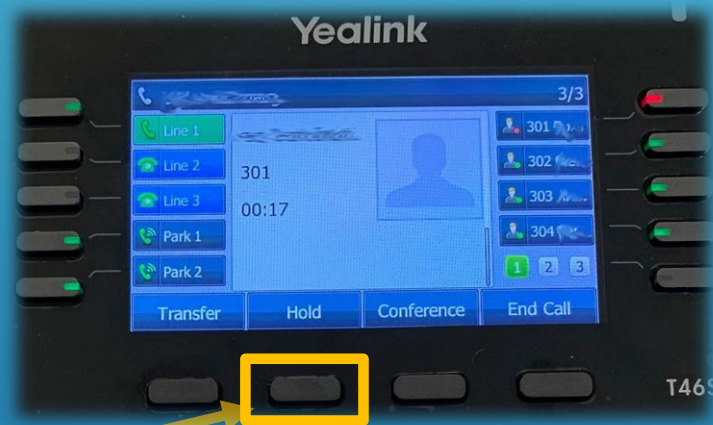 Yealink
3/3
Line 1
301
Line 2
301
302
Line 3
00:17
303
Park 1
304
Park 2
1 2 3
Transfer Hold Conference End Call
T46S